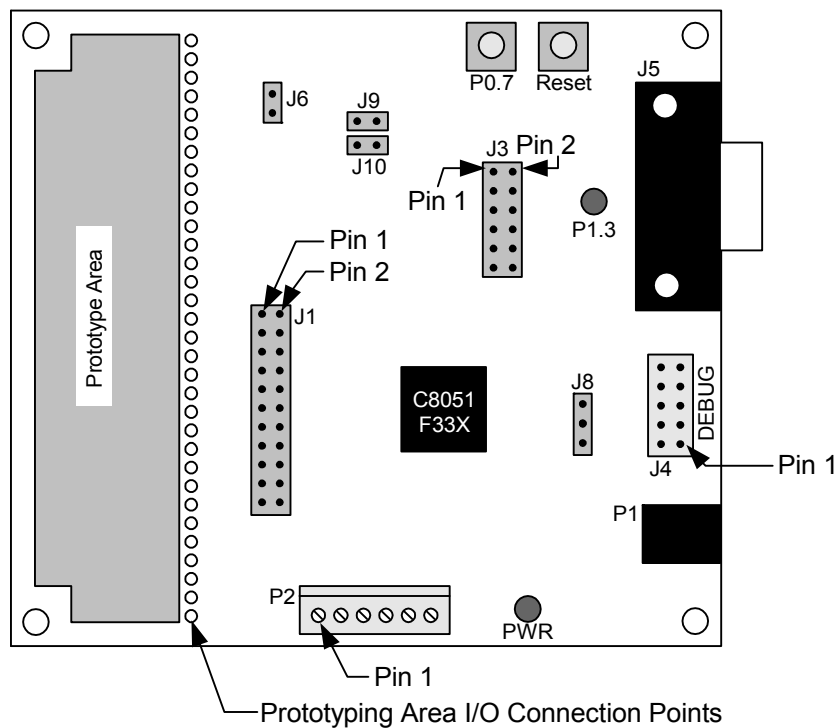 P0.7
Reset
J5
J6
J9
J10
J3
Pin 2
Pin 1
P1.3
Pin 1
Pin 2
J1
Prototype Area
C8051
F33X
J8
DEBUG
J4
Pin 1
P1
P2
PWR
Pin 1
Prototyping Area I/O Connection Points